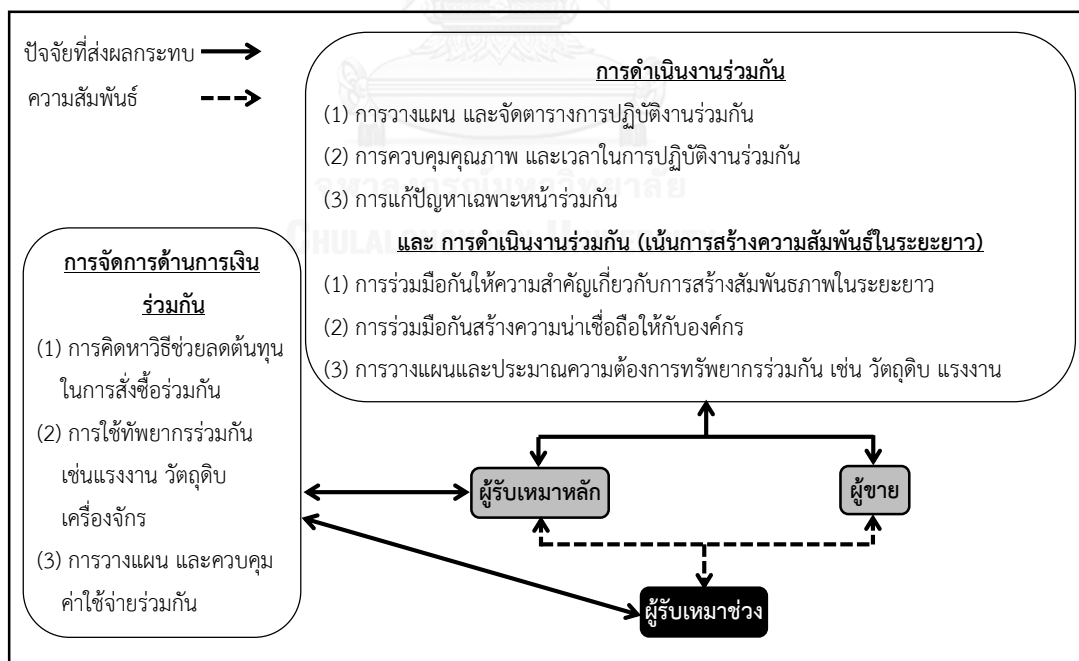 ปัจจัยที่ส่งผลกระทบ
ความสัมพันธ์
การดำเนินงานร่วมกัน
(1) การวางแผน และจัดตารางการปฏิบัติงานร่วมกัน
(2) การควบคุมคุณภาพ และเวลาในการปฏิบัติงานร่วมกัน
(3) การแก้ปัญหาเฉพาะหน้าร่วมกัน
และ การดำเนินงานร่วมกัน (เน้นการสร้างความสัมพันธ์ในระยะยาว)
(1) การร่วมมือกันให้ความสำคัญเกี่ยวกับการสร้างสัมพันธภาพในระยะยาว
(2) การร่วมมือกันสร้างความน่าเชื่อถือให้กับองค์กร
(3) การวางแผนและประมาณความต้องการทรัพยากรร่วมกัน เช่น วัตถุดิบ แรงงาน
จุฬาลงกรณ์มหาวิทยาลัย
CHULALONGKORN UNIVERSITY
การจัดการด้านการเงิน
ร่วมกัน
(1) การคิดหาวิธีช่วยลดต้นทุน
ในการสั่งซื้อร่วมกัน
(2) การใช้ทัพยากรร่วมกัน
เช่นแรงงาน วัตถุดิบ
เครื่องจักร
(3) การวางแผน และควบคุม
ค่าใช้จ่ายร่วมกัน
ผู้รับเหมาหลัก
ผู้ขาย
ผู้รับเหมาช่วง